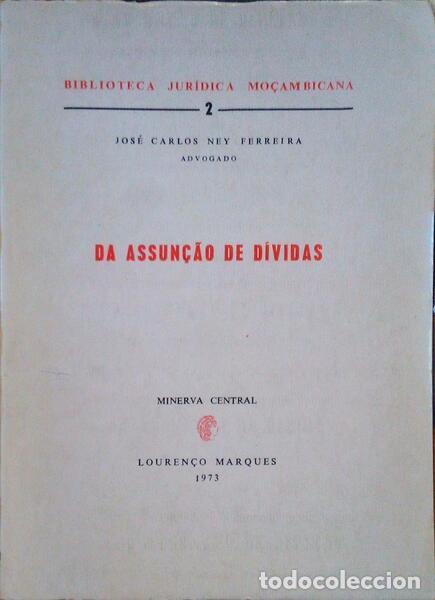 BIBLIOTECA JURÍDICA MOÇAMBICANA
2
JOSÉ CARLOS NEY FERREIRA
ADVOGADO
DA ASSUNÇÃO DE DÍVIDAS
MINERVA CENTRAL
LOURENÇO MARQUES
1973
todocoleccion.net